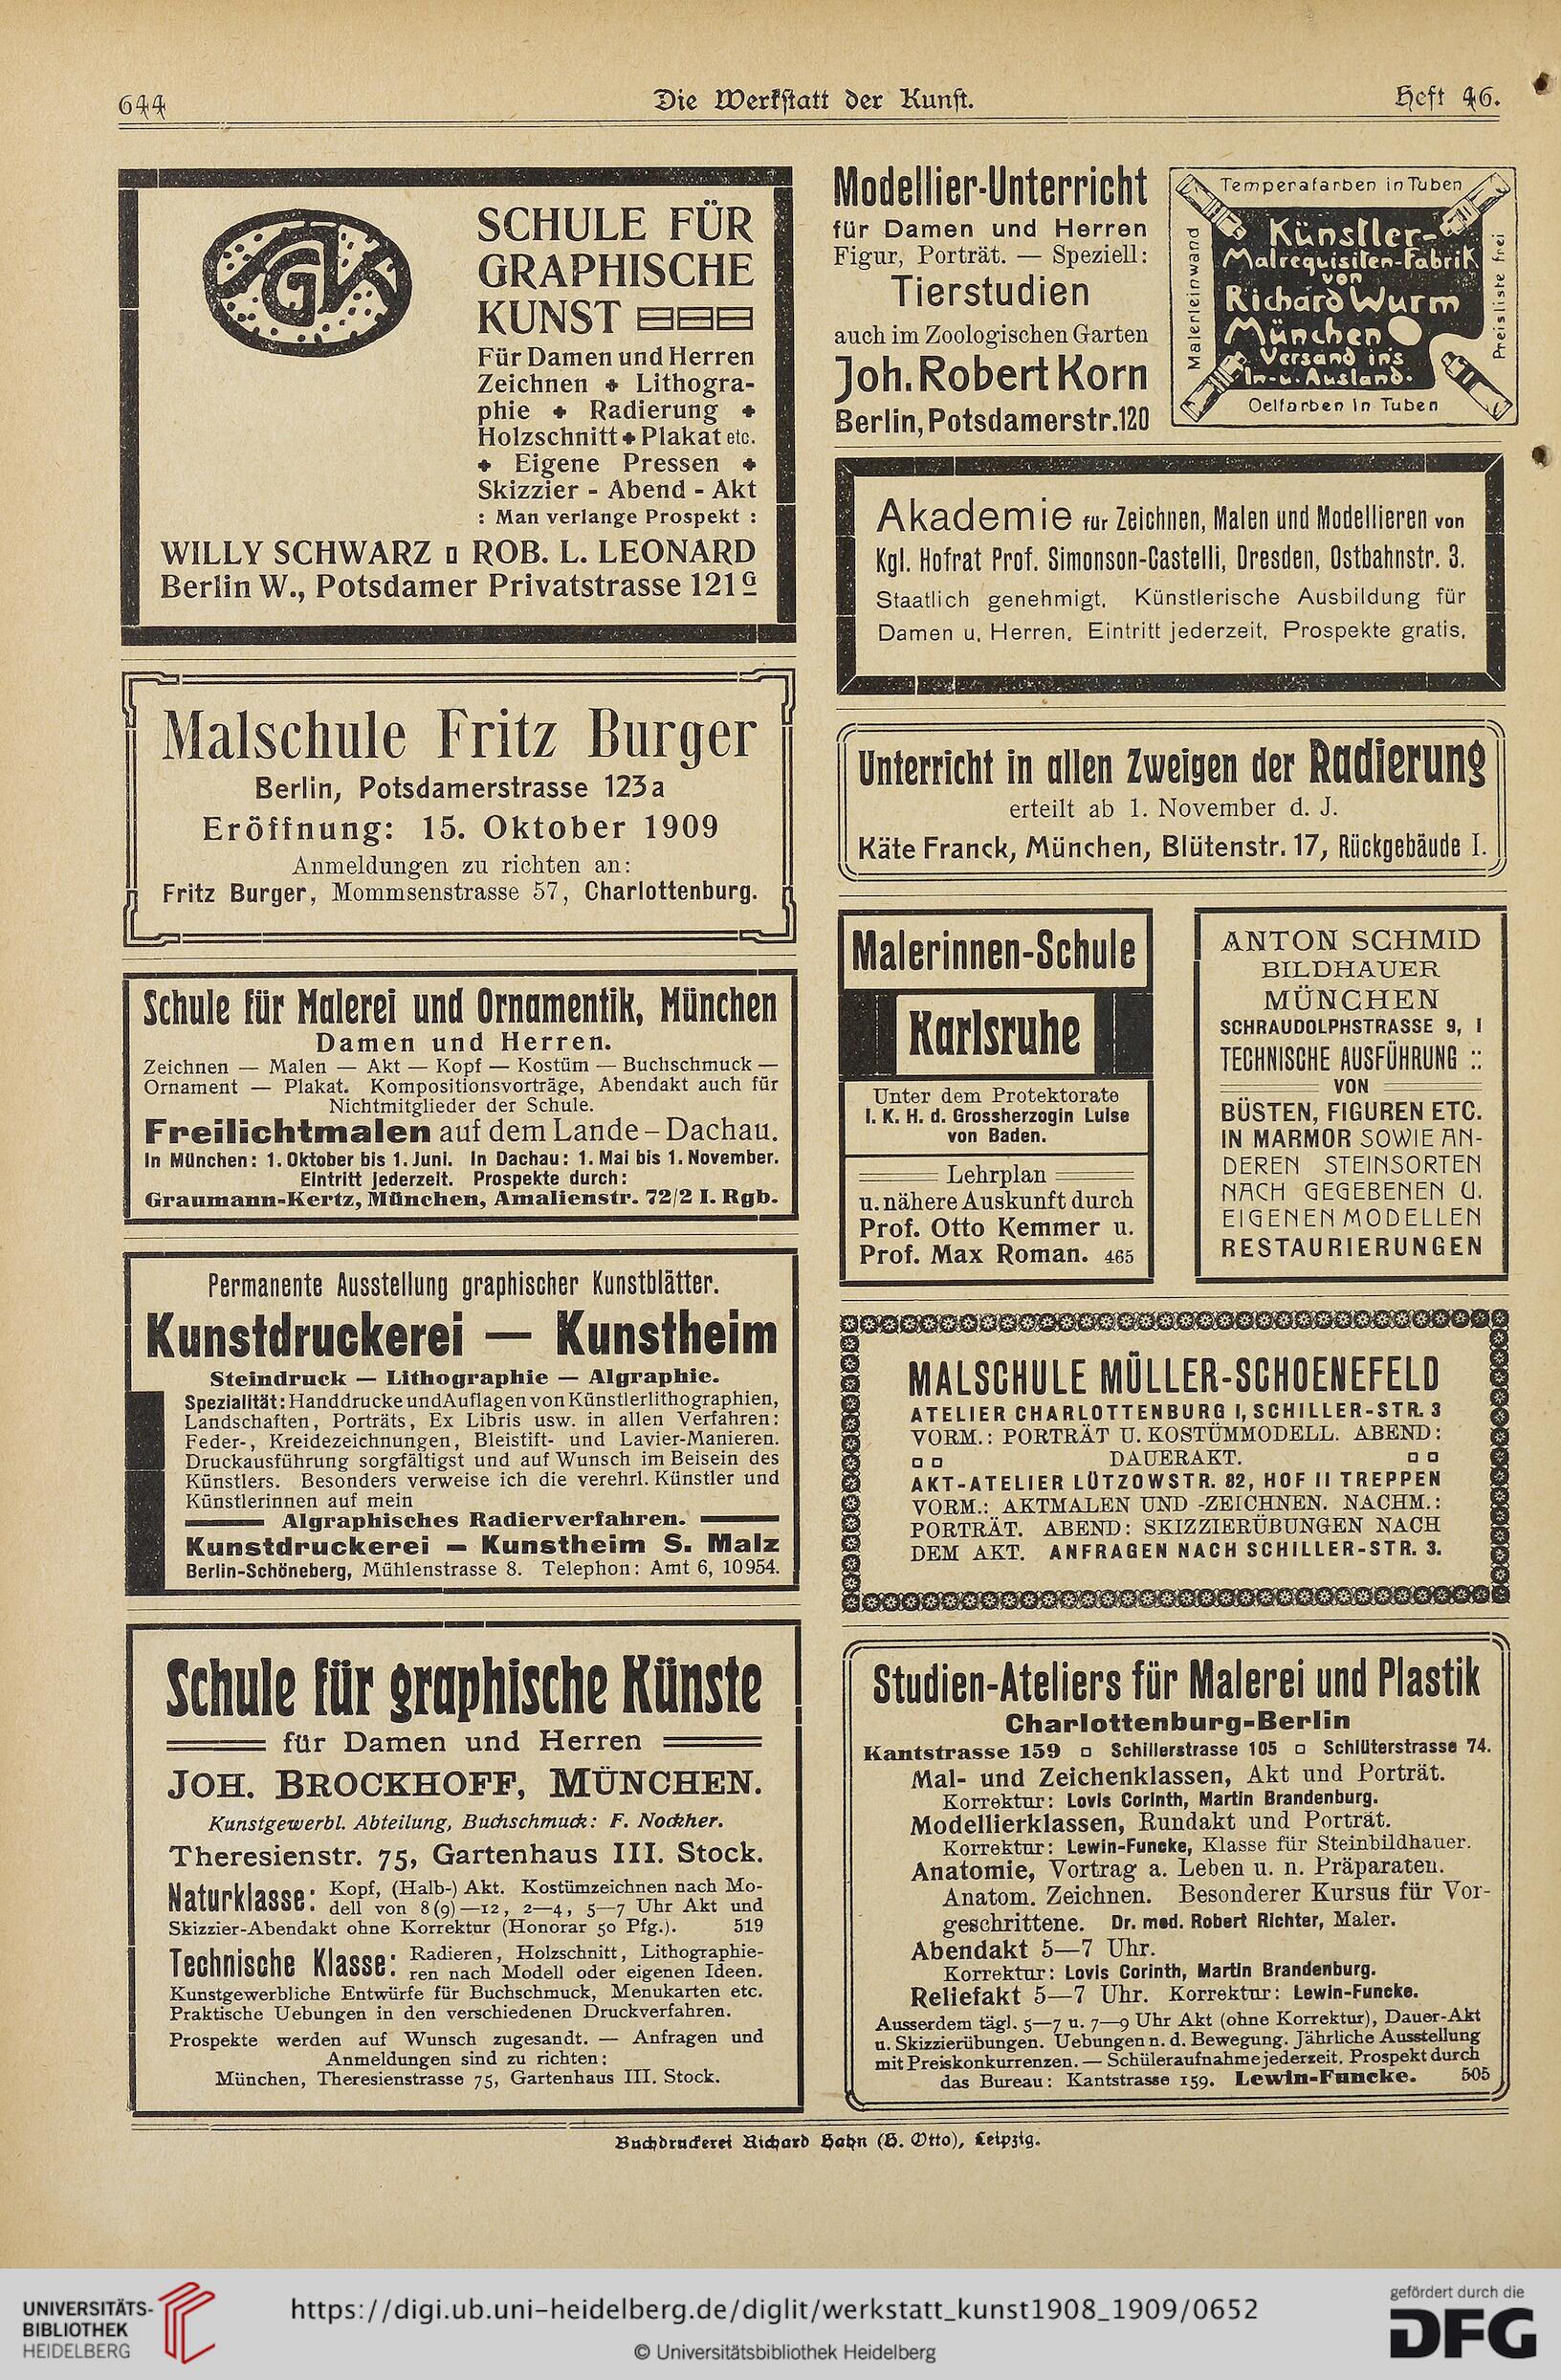 644
Die Werkstatt der Kunst.
Heft 46.
SGK
SCHULE FÜR
GRAPHISCHE
KUNST
Für Damen und Herren
Zeichnen + Lithogra-
phie + Radierung +
Holzschnitt + Plakat etc.
+ Eigene Pressen +
Skizzier - Abend - Akt
: Man verlange Prospekt :
WILLY SCHWARZ ▯ ROB. L. LEONARD
Berlin W., Potsdamer Privatstrasse 121 G
Malschule Fritz Burger
Berlin, Potsdamerstrasse 123a
Eröffnung: 15. Oktober 1909
Anmeldungen zu richten an:
Fritz Burger, Mommsenstrasse 57, Charlottenburg.
Schule für Malerei und Ornamentik, München
Damen und Herren.
Zeichnen — Malen — Akt — Kopf — Kostüm — Buchschmuck —
Ornament — Plakat. Kompositionsvorträge, Abendakt auch für
Nichtmitglieder der Schule.
Freilichtmalen auf dem Lande – Dachau.
In München: 1. Oktober bis 1. Juni. In Dachau: 1. Mai bis 1. November.
Eintritt jederzeit. Prospekte durch:
Graumann-Kertz, München, Amalienstr. 72/2 I. Rgb.
Permanente Ausstellung graphischer Kunstblätter.
Kunstdruckerei — Kunstheim
Steindruck — Lithographie — Algraphie.
Spezialität: Handdrucke und Auflagen von Künstlerlithographien,
Landschaften, Porträts, Ex Libris usw. in allen Verfahren:
Feder-, Kreidezeichnungen, Bleistift- und Lavier-Manieren.
Druckausführung sorgfältigst und auf Wunsch im Beisein des
Künstlers. Besonders verweise ich die verehrl. Künstler und
Künstlerinnen auf mein
Algraphisches Radierverfahren.
Kunstdruckerei — Kunstheim S. Malz
Berlin-Schöneberg, Mühlenstrasse 8. Telephon: Amt 6, 10954.
Schule für graphische Künste
für Damen und Herren
JOH. BROCKHOFF, MÜNCHEN.
Kunstgewerbl. Abteilung, Buchschmuck: F. Nockher.
Theresienstr. 75, Gartenhaus III. Stock.
Naturklasse: Kopf, (Halb-) Akt. Kostümzeichnen nach Mo-
dell von 8(9)—12, 2—4, 5—7 Uhr Akt und
Skizzier-Abendakt ohne Korrektur (Honorar 50 Pfg.). 519
Technische Klasse: Radieren, Holzschnitt, Lithographie-
ren nach Modell oder eigenen Ideen.
Kunstgewerbliche Entwürfe für Buchschmuck, Menukarten etc.
Praktische Uebungen in den verschiedenen Druckverfahren.
Prospekte werden auf Wunsch zugesandt. — Anfragen und
Anmeldungen sind zu richten:
München, Theresienstrasse 75, Gartenhaus III. Stock.
Modellier-Unterricht
für Damen und Herren
Figur, Porträt. — Speziell:
Tierstudien
auch im Zoologischen Garten
Joh. Robert Korn
Berlin, Potsdamerstr. 120
Temperafarben in Tuben
Malerleinwand
Künstler-
Malrequisiten-Fabrik
von
Richard Wurm
München
Versand in's
In- u. Ausland.
Preisliste frei
Oelfarben in Tuben
Akademie für Zeichnen, Malen und Modellieren von
Kgl. Hofrat Prof. Simonson-Castelli, Dresden, Ostbahnstr. 3.
Staatlich genehmigt. Künstlerische Ausbildung für
Damen u. Herren. Eintritt jederzeit. Prospekte gratis.
Unterricht in allen Zweigen der Radierung
erteilt ab 1. November d. J.
Käte Franck, München, Blütenstr. 17, Rückgebäude I.
Malerinnen-Schule
Karlsruhe
Unter dem Protektorate
I. K. H. d. Grossherzogin Luise
von Baden.
Lehrplan
u. nähere Auskunft durch
Prof. Otto Kemmer u.
Prof. Max Roman. 465
ANTON SCHMID
BILDHAUER
MÜNCHEN
SCHRAUDOLPHSTRASSE 9, I
TECHNISCHE AUSFÜHRUNG ::
VON
BÜSTEN, FIGUREN ETC.
IN MARMOR SOWIE AN-
DEREN STEINSORTEN
NACH GEGEBENEN U.
EIGENEN MODELLEN
RESTAURIERUNGEN
MALSCHULE MÜLLER-SCHOENEFELD
ATELIER CHARLOTTENBURG I, SCHILLER-STR. 3
VORM.: PORTRÄT U. KOSTÜMMODELL. ABEND:
▫ ▫ DAUERAKT. ▫ ▫
AKT-ATELIER LÜTZOWSTR. 82, HOF II TREPPEN
VORM.: AKTMALEN UND -ZEICHNEN. NACHM.:
PORTRÄT. ABEND: SKIZZIERÜBUNGEN NACH
DEM AKT. ANFRAGEN NACH SCHILLER-STR. 3.
Studien-Ateliers für Malerei und Plastik
Charlottenburg-Berlin
Kantstrasse 159 ▫ Schillerstrasse 105 ▫ Schlüterstrasse 74.
Mal- und Zeichenklassen, Akt und Porträt.
Korrektur: Lovis Corinth, Martin Brandenburg.
Modellierklassen, Rundakt und Porträt.
Korrektur: Lewin-Funcke, Klasse für Steinbildhauer.
Anatomie, Vortrag a. Leben u. n. Präparaten.
Anatom. Zeichnen. Besonderer Kursus für Vor-
geschrittene. Dr. med. Robert Richter, Maler.
Abendakt 5—7 Uhr.
Korrektur: Lovis Corinth, Martin Brandenburg.
Reliefakt 5—7 Uhr. Korrektur: Lewin-Funcke.
Ausserdem tägl. 5—7 u. 7—9 Uhr Akt (ohne Korrektur), Dauer-Akt
u. Skizzierübungen. Uebungen n. d. Bewegung. Jährliche Ausstellung
mit Preiskonkurrenzen. — Schüleraufnahme jederzeit. Prospekt durch
das Bureau: Kantstrasse 159. Lewin-Funcke. 505
Buchdruckerei Richard Hahn (H. Otto), Leipzig.
UNIVERSITÄTS-
BIBLIOTHEK
HEIDELBERG
https://digi.ub.uni-heidelberg.de/diglit/werkstatt_kunst1908_1909/0652
© Universitätsbibliothek Heidelberg
gefördert durch die
DFG